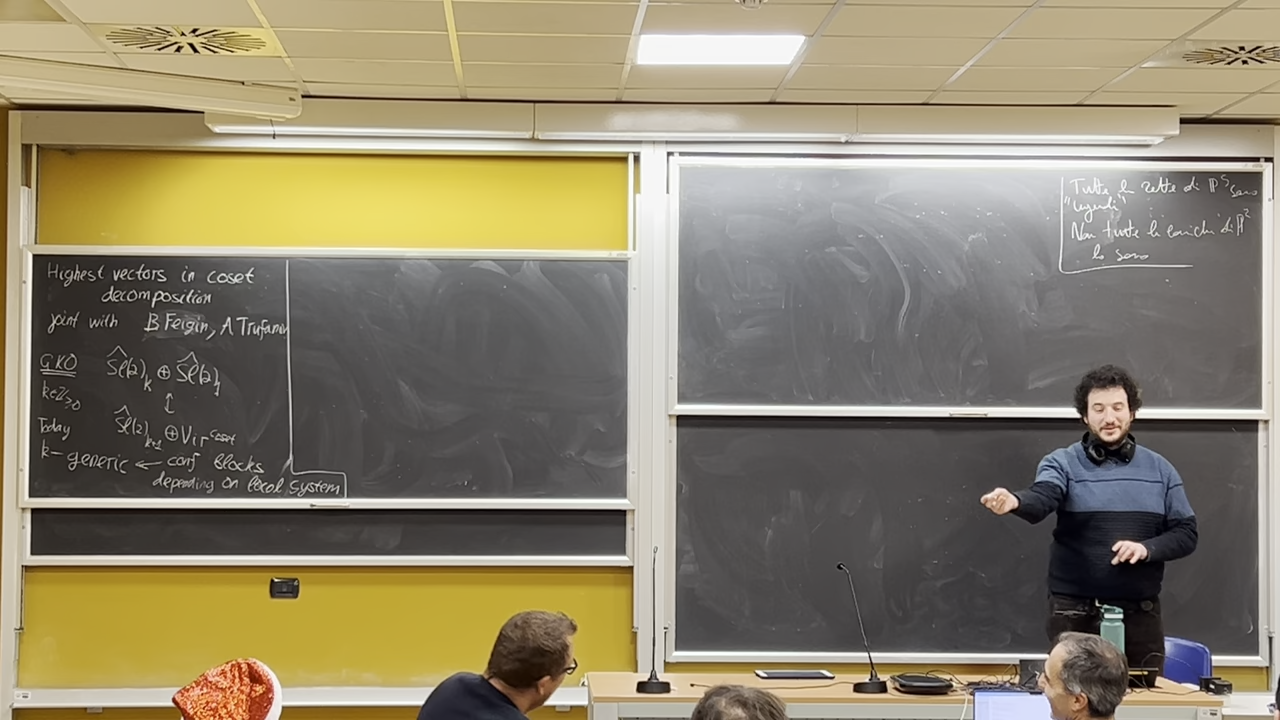 Highest vectors in coset
decomposition
joint with B Feigin, A Trufanov
GKO ŝl(2)_k ⊕ ŝl(2)_1
k∈Z≥0 ↕
Today ŝl(2)_{k+1} ⊕ Vir^coset
k - generic ← conf blocks
depending on local system
Tutte le rette di ℙ⁵ sono
Non tutte le coniche di ℙ²
lo sono